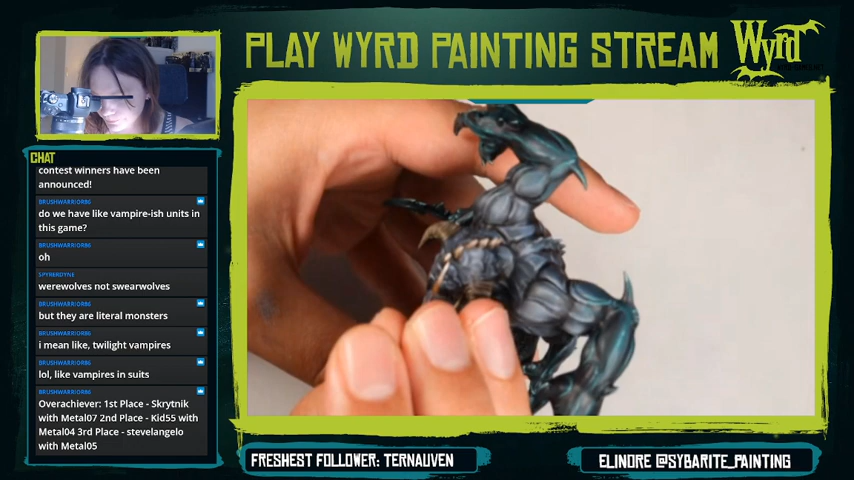 PLAY WYRD PAINTING STREAM
Wyrd
CHAT
contest winners have been
announced!
BRUSHWARRIOR86
do we have like vampire-ish units in
this game?
BRUSHWARRIOR86
oh
SPYNERDYNE
werewolves not swearwolves
BRUSHWARRIOR86
but they are literal monsters
BRUSHWARRIOR86
i mean like, twilight vampires
BRUSHWARRIOR86
lol, like vampires in suits
BRUSHWARRIOR86
Overachiever: 1st Place - Skrytnik
with Metal07 2nd Place - Kid55 with
Metal04 3rd Place - stevelangelo
with Metal05
FRESHEST FOLLOWER: TERNAUVEN
ELINORE @SYBARITE_PAINTING